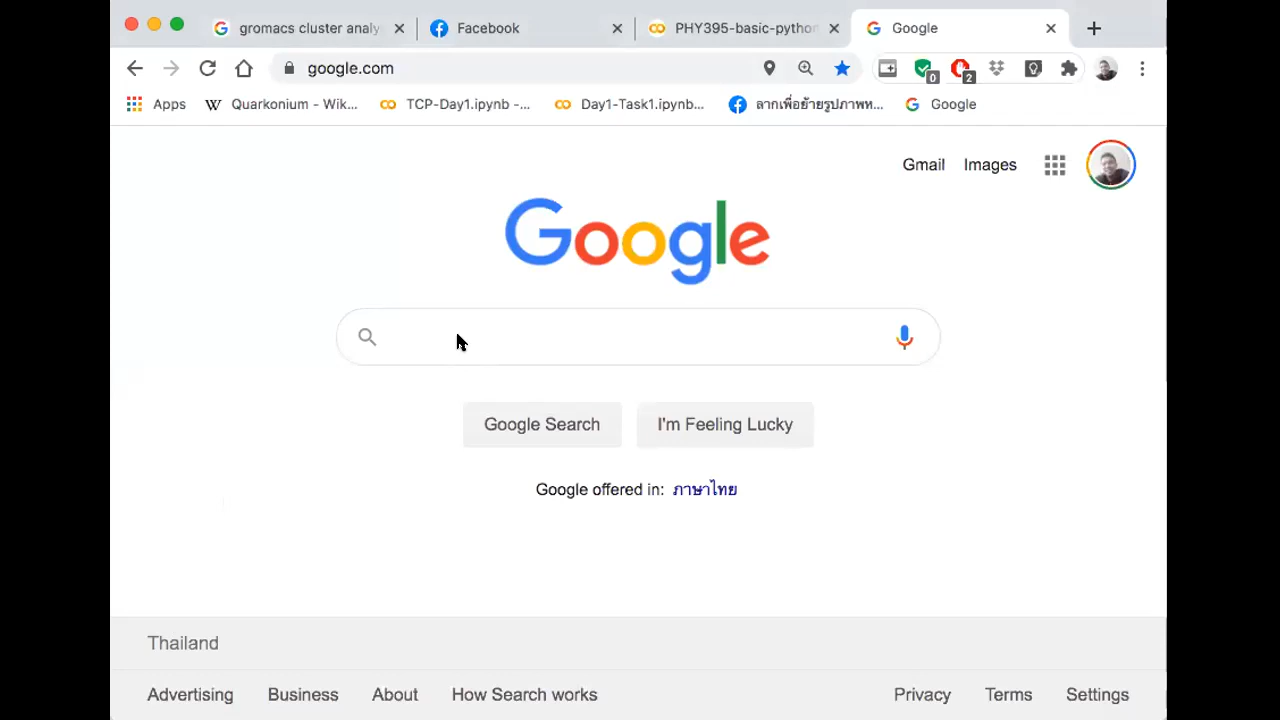 gromacs cluster analy
Facebook
PHY395-basic-python
Google
google.com
0
2
Apps
Quarkonium - Wik...
TCP-Day1.ipynb -...
Day1-Task1.ipynb...
ลากเพื่อย้ายรูปภาพห...
Google
Gmail
Images
Google
Google Search
I'm Feeling Lucky
Google offered in: ภาษาไทย
Thailand
Advertising
Business
About
How Search works
Privacy
Terms
Settings